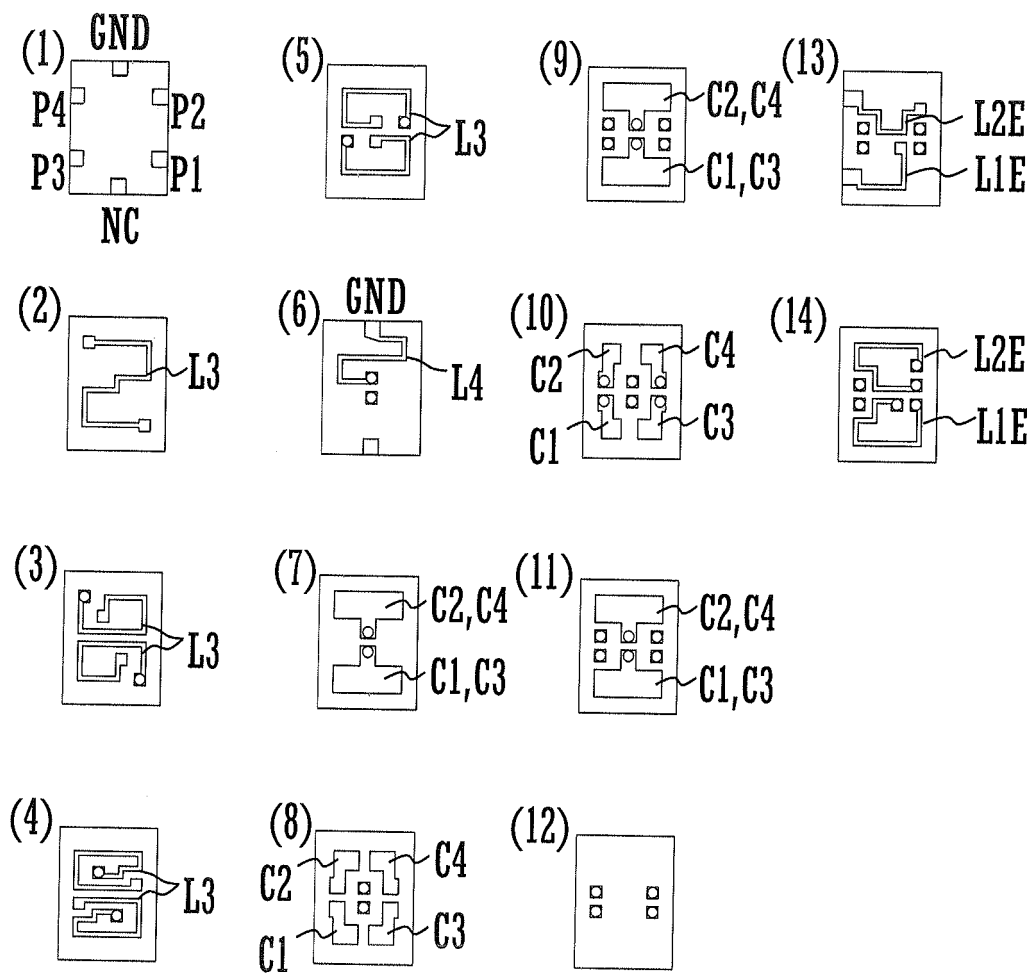 (1)
GND
P4
P2
P3
P1
NC
(2)
L3
(3)
L3
(4)
L3
(5)
L3
(6)
GND
L4
(7)
C2,C4
C1,C3
(8)
C2
C4
C1
C3
(9)
C2,C4
C1,C3
(10)
C2
C4
C1
C3
(11)
C2,C4
C1,C3
(12)
(13)
L2E
L1E
(14)
L2E
L1E